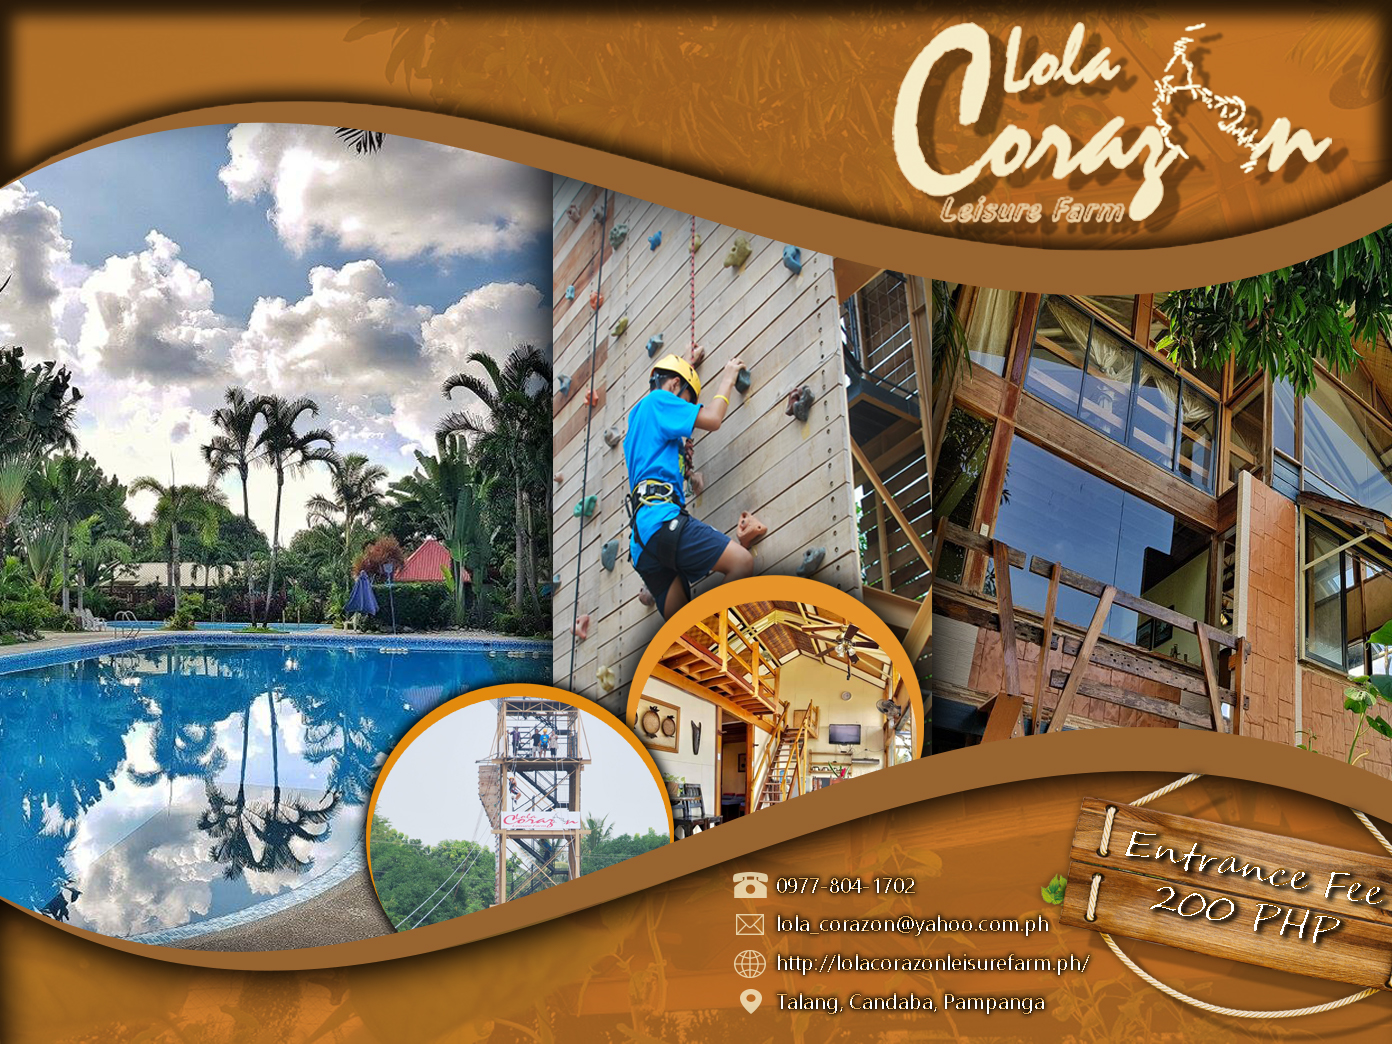 Lola
Corazon
Leisure Farm
Lola
Corazon
Entrance Fee
200 PHP
0977-804-1702
lola_corazon@yahoo.com.ph
http://lolacorazonleisurefarm.ph/
Talang, Candaba, Pampanga